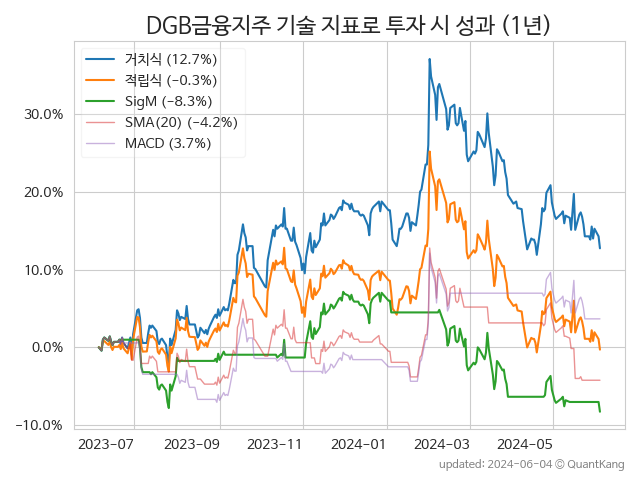 DGB금융지주 기술 지표로 투자 시 성과 (1년)
거치식 (12.7%)
적립식 (−0.3%)
SigM (−8.3%)
SMA(20) (−4.2%)
MACD (3.7%)
30.0%
20.0%
10.0%
0.0%
−10.0%
2023-07 2023-09 2023-11 2024-01 2024-03 2024-05
updated: 2024-06-04 ⓒ QuantKang